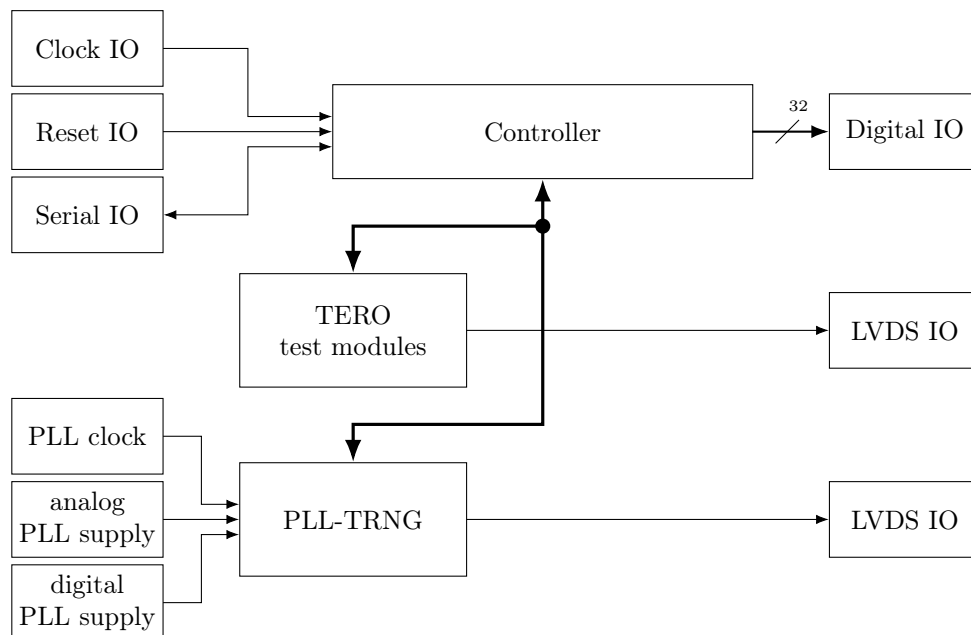 Clock IO
Reset IO
Serial IO
Controller
32
Digital IO
TERO
test modules
LVDS IO
PLL clock
analog
PLL supply
digital
PLL supply
PLL-TRNG
LVDS IO